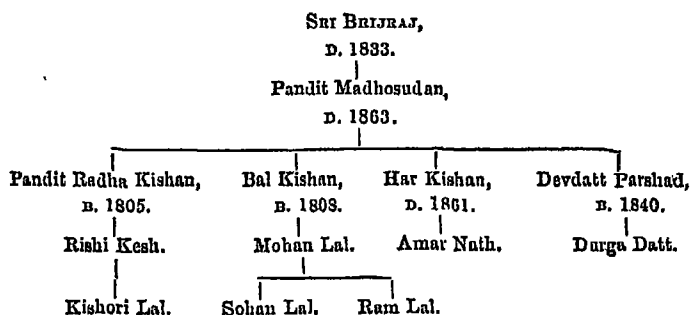 SRI BRIJRAJ,
D. 1833.
Pandit Madhosudan,
D. 1863.
Pandit Radha Kishan, Bal Kishan, Har Kishan, Devdatt Parshad,
B. 1805. B. 1808. D. 1861. B. 1840.
Rishi Kesh. Mohan Lal. Amar Nath. Durga Datt.
Kishori Lal. Sohan Lal. Ram Lal.